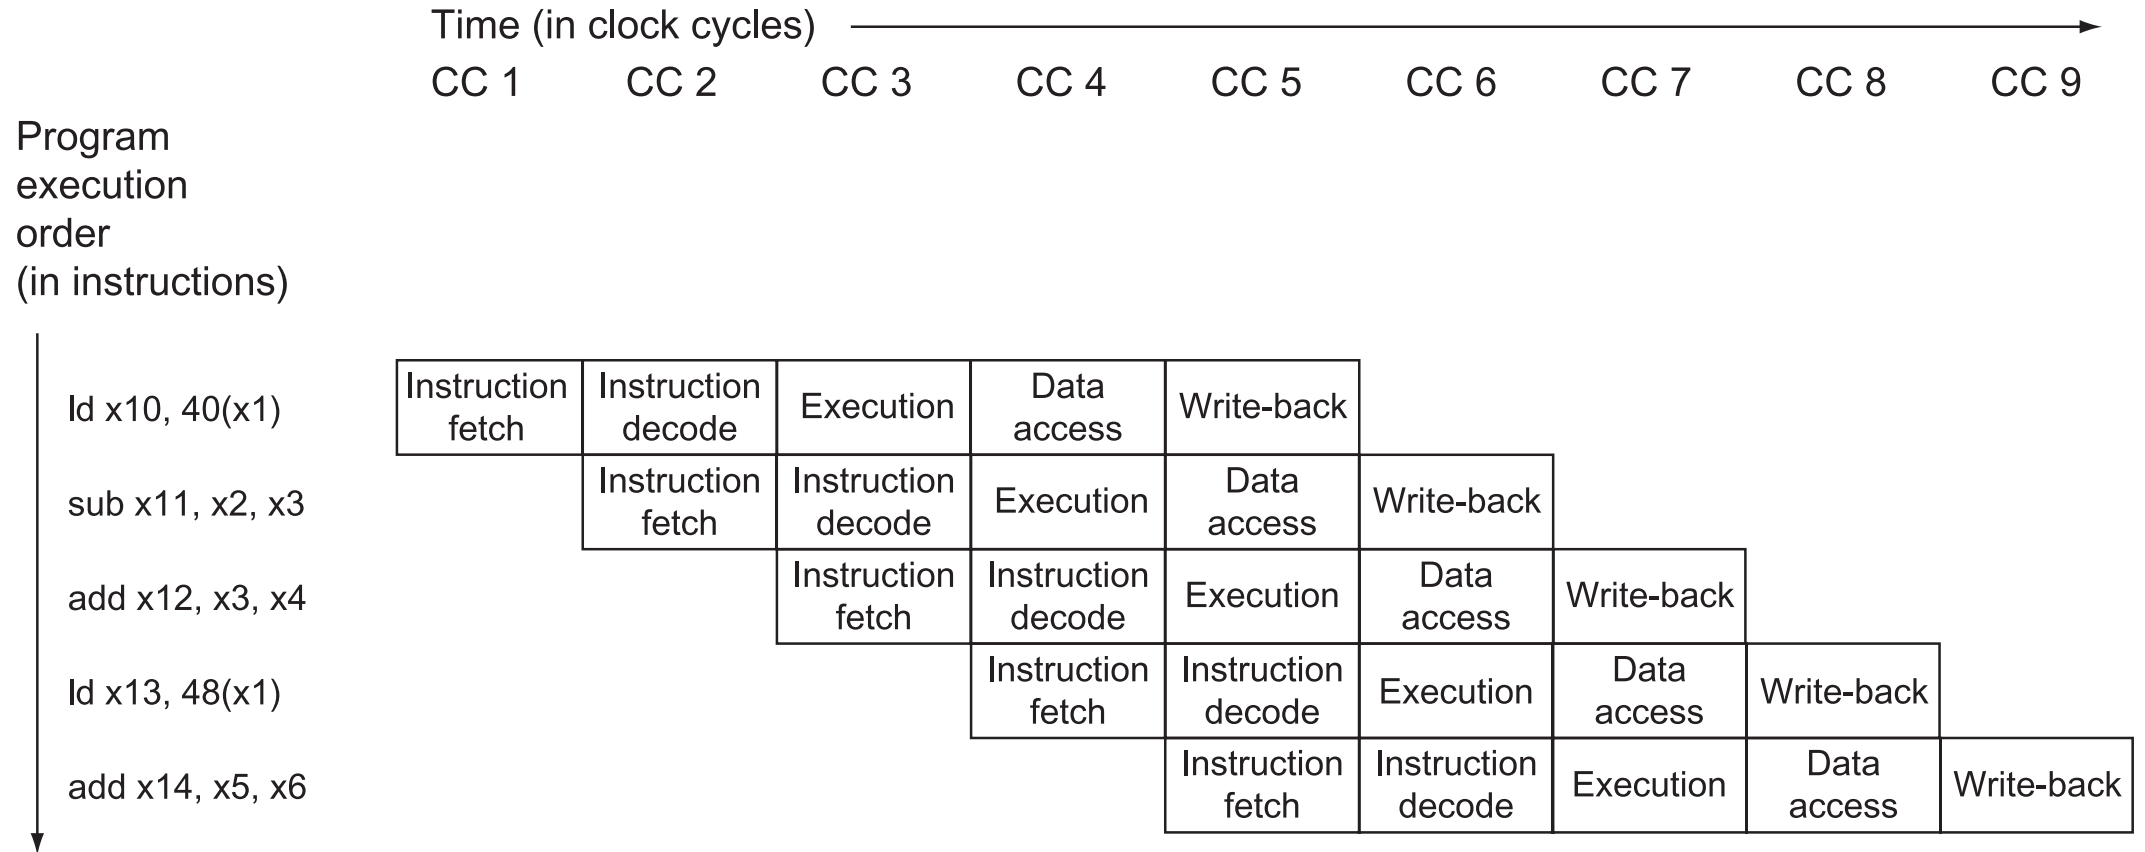 Time (in clock cycles)
CC 1 CC 2 CC 3 CC 4 CC 5 CC 6 CC 7 CC 8 CC 9
Program
execution
order
(in instructions)
ld x10, 40(x1)
Instruction
fetch
Instruction
decode
Execution
Data
access
Write-back
sub x11, x2, x3
Instruction
fetch
Instruction
decode
Execution
Data
access
Write-back
add x12, x3, x4
Instruction
fetch
Instruction
decode
Execution
Data
access
Write-back
ld x13, 48(x1)
Instruction
fetch
Instruction
decode
Execution
Data
access
Write-back
add x14, x5, x6
Instruction
fetch
Instruction
decode
Execution
Data
access
Write-back